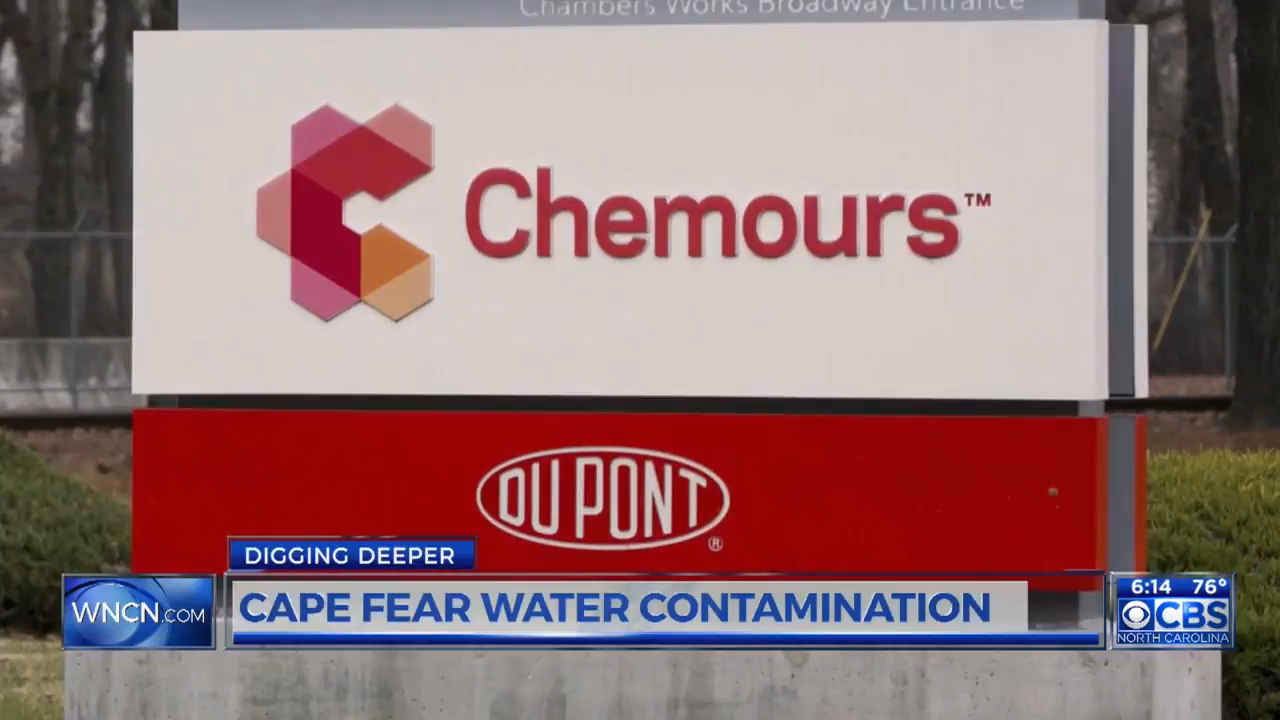 Chambers Works Broadway Entrance
Chemours™
DU PONT®
DIGGING DEEPER
CAPE FEAR WATER CONTAMINATION
WNCN.COM
6:14 76°
CBS
NORTH CAROLINA